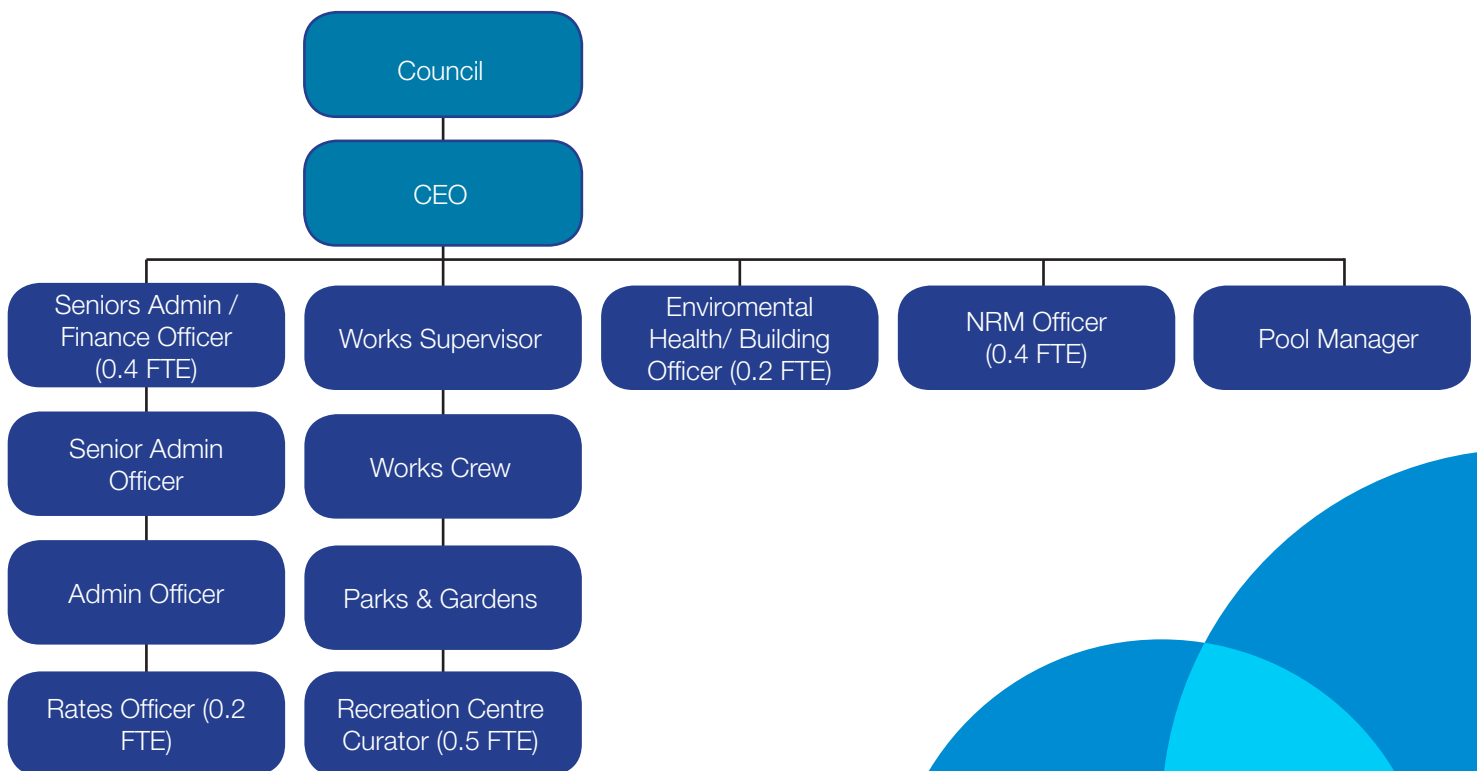 Council
CEO
Seniors Admin /
Finance Officer
(0.4 FTE)
Works Supervisor
Enviromental
Health/ Building
Officer (0.2 FTE)
NRM Officer
(0.4 FTE)
Pool Manager
Senior Admin
Officer
Works Crew
Admin Officer
Parks & Gardens
Rates Officer (0.2
FTE)
Recreation Centre
Curator (0.5 FTE)